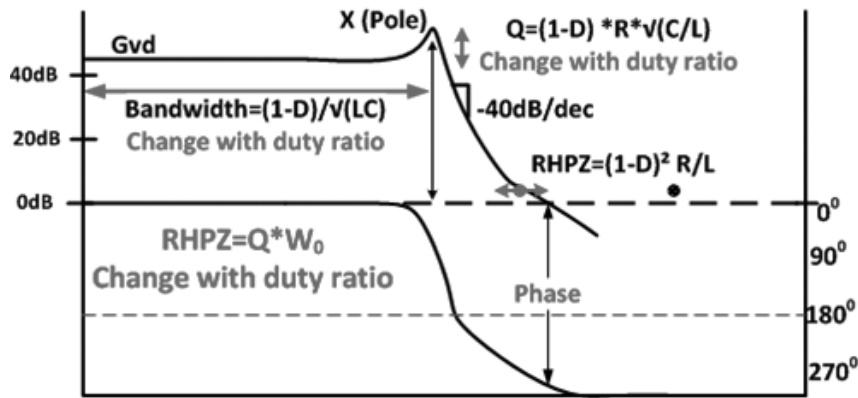 X (Pole)
Q=(1-D) *R*√(C/L)
Change with duty ratio
Gvd
40dB
Bandwidth=(1-D)/√(LC)
Change with duty ratio
-40dB/dec
20dB
RHPZ=(1-D)² R/L
0dB
0⁰
RHPZ=Q*W₀
Change with duty ratio
90⁰
Phase
180⁰
270⁰